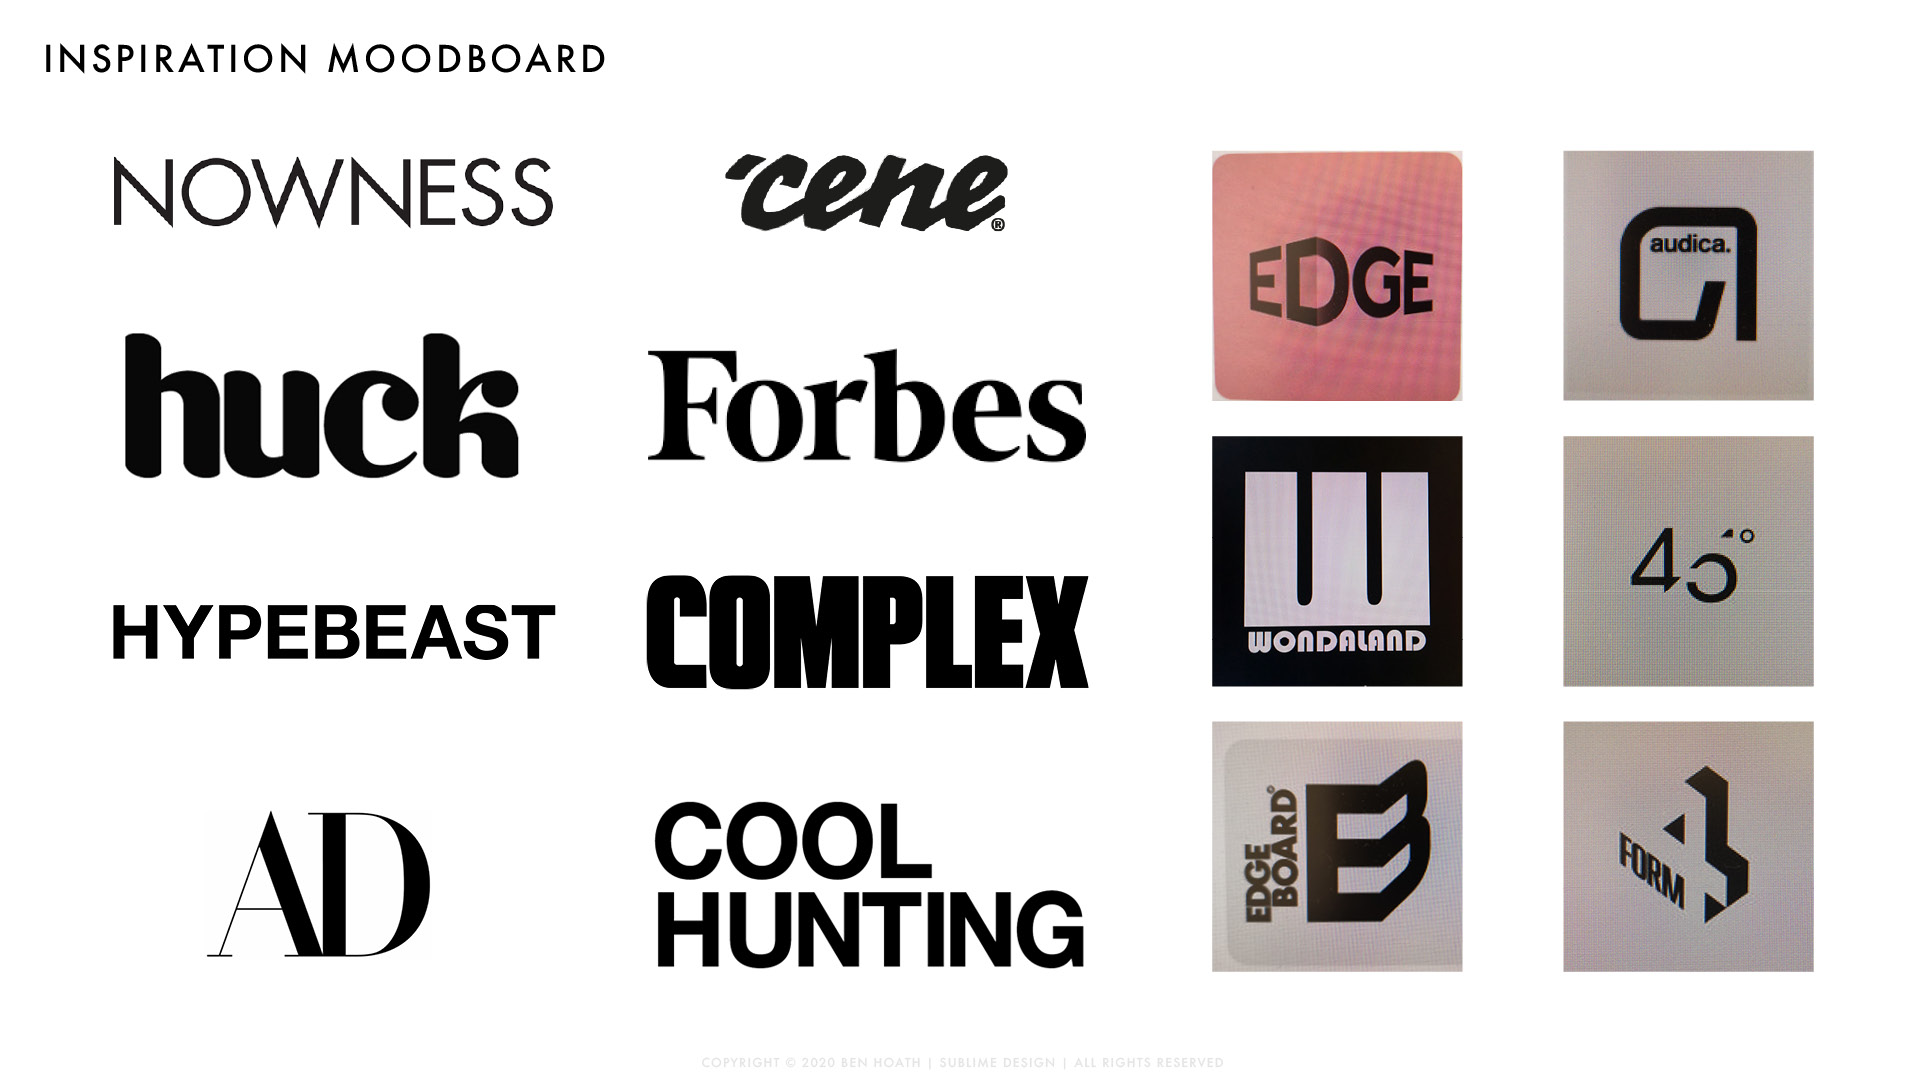 INSPIRATION MOODBOARD
NOWNESS
'cene®
huck
Forbes
HYPEBEAST
COMPLEX
AD
COOL
HUNTING
EDGE
audica.
W
WONDALAND
45°
EDGE
BOARD©
B
FORM
COPYRIGHT © 2020 BEN HOATH | SUBLIME DESIGN | ALL RIGHTS RESERVED